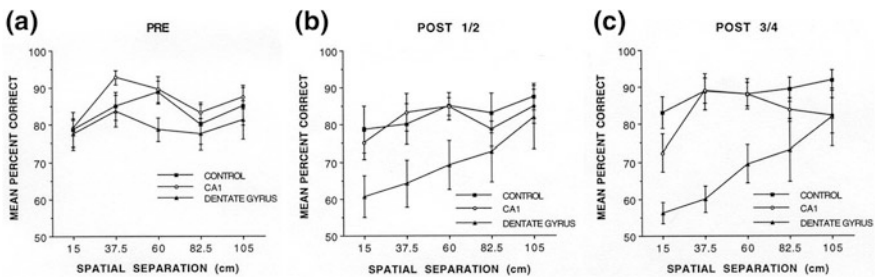 (a) PRE
MEAN PERCENT CORRECT
100
90
80
70
60
50
CONTROL
CA1
DENTATE GYRUS
15 37.5 60 82.5 105
SPATIAL SEPARATION (cm)
(b) POST 1/2
MEAN PERCENT CORRECT
100
90
80
70
60
50
CONTROL
CA1
DENTATE GYRUS
15 37.5 60 82.5 105
SPATIAL SEPARATION (cm)
(c) POST 3/4
MEAN PERCENT CORRECT
100
90
80
70
60
50
CONTROL
CA1
DENTATE GYRUS
15 37.5 60 82.5 105
SPATIAL SEPARATION (cm)